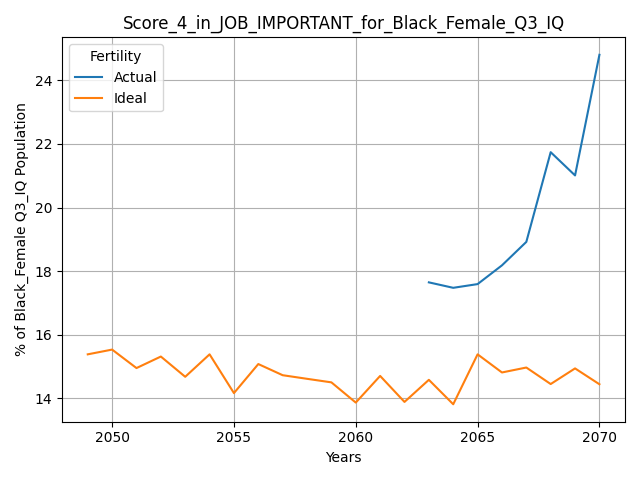 Score_4_in_JOB_IMPORTANT_for_Black_Female_Q3_IQ
Fertility
Actual
Ideal
% of Black_Female Q3_IQ Population
24
22
20
18
16
14
2050
2055
2060
2065
2070
Years